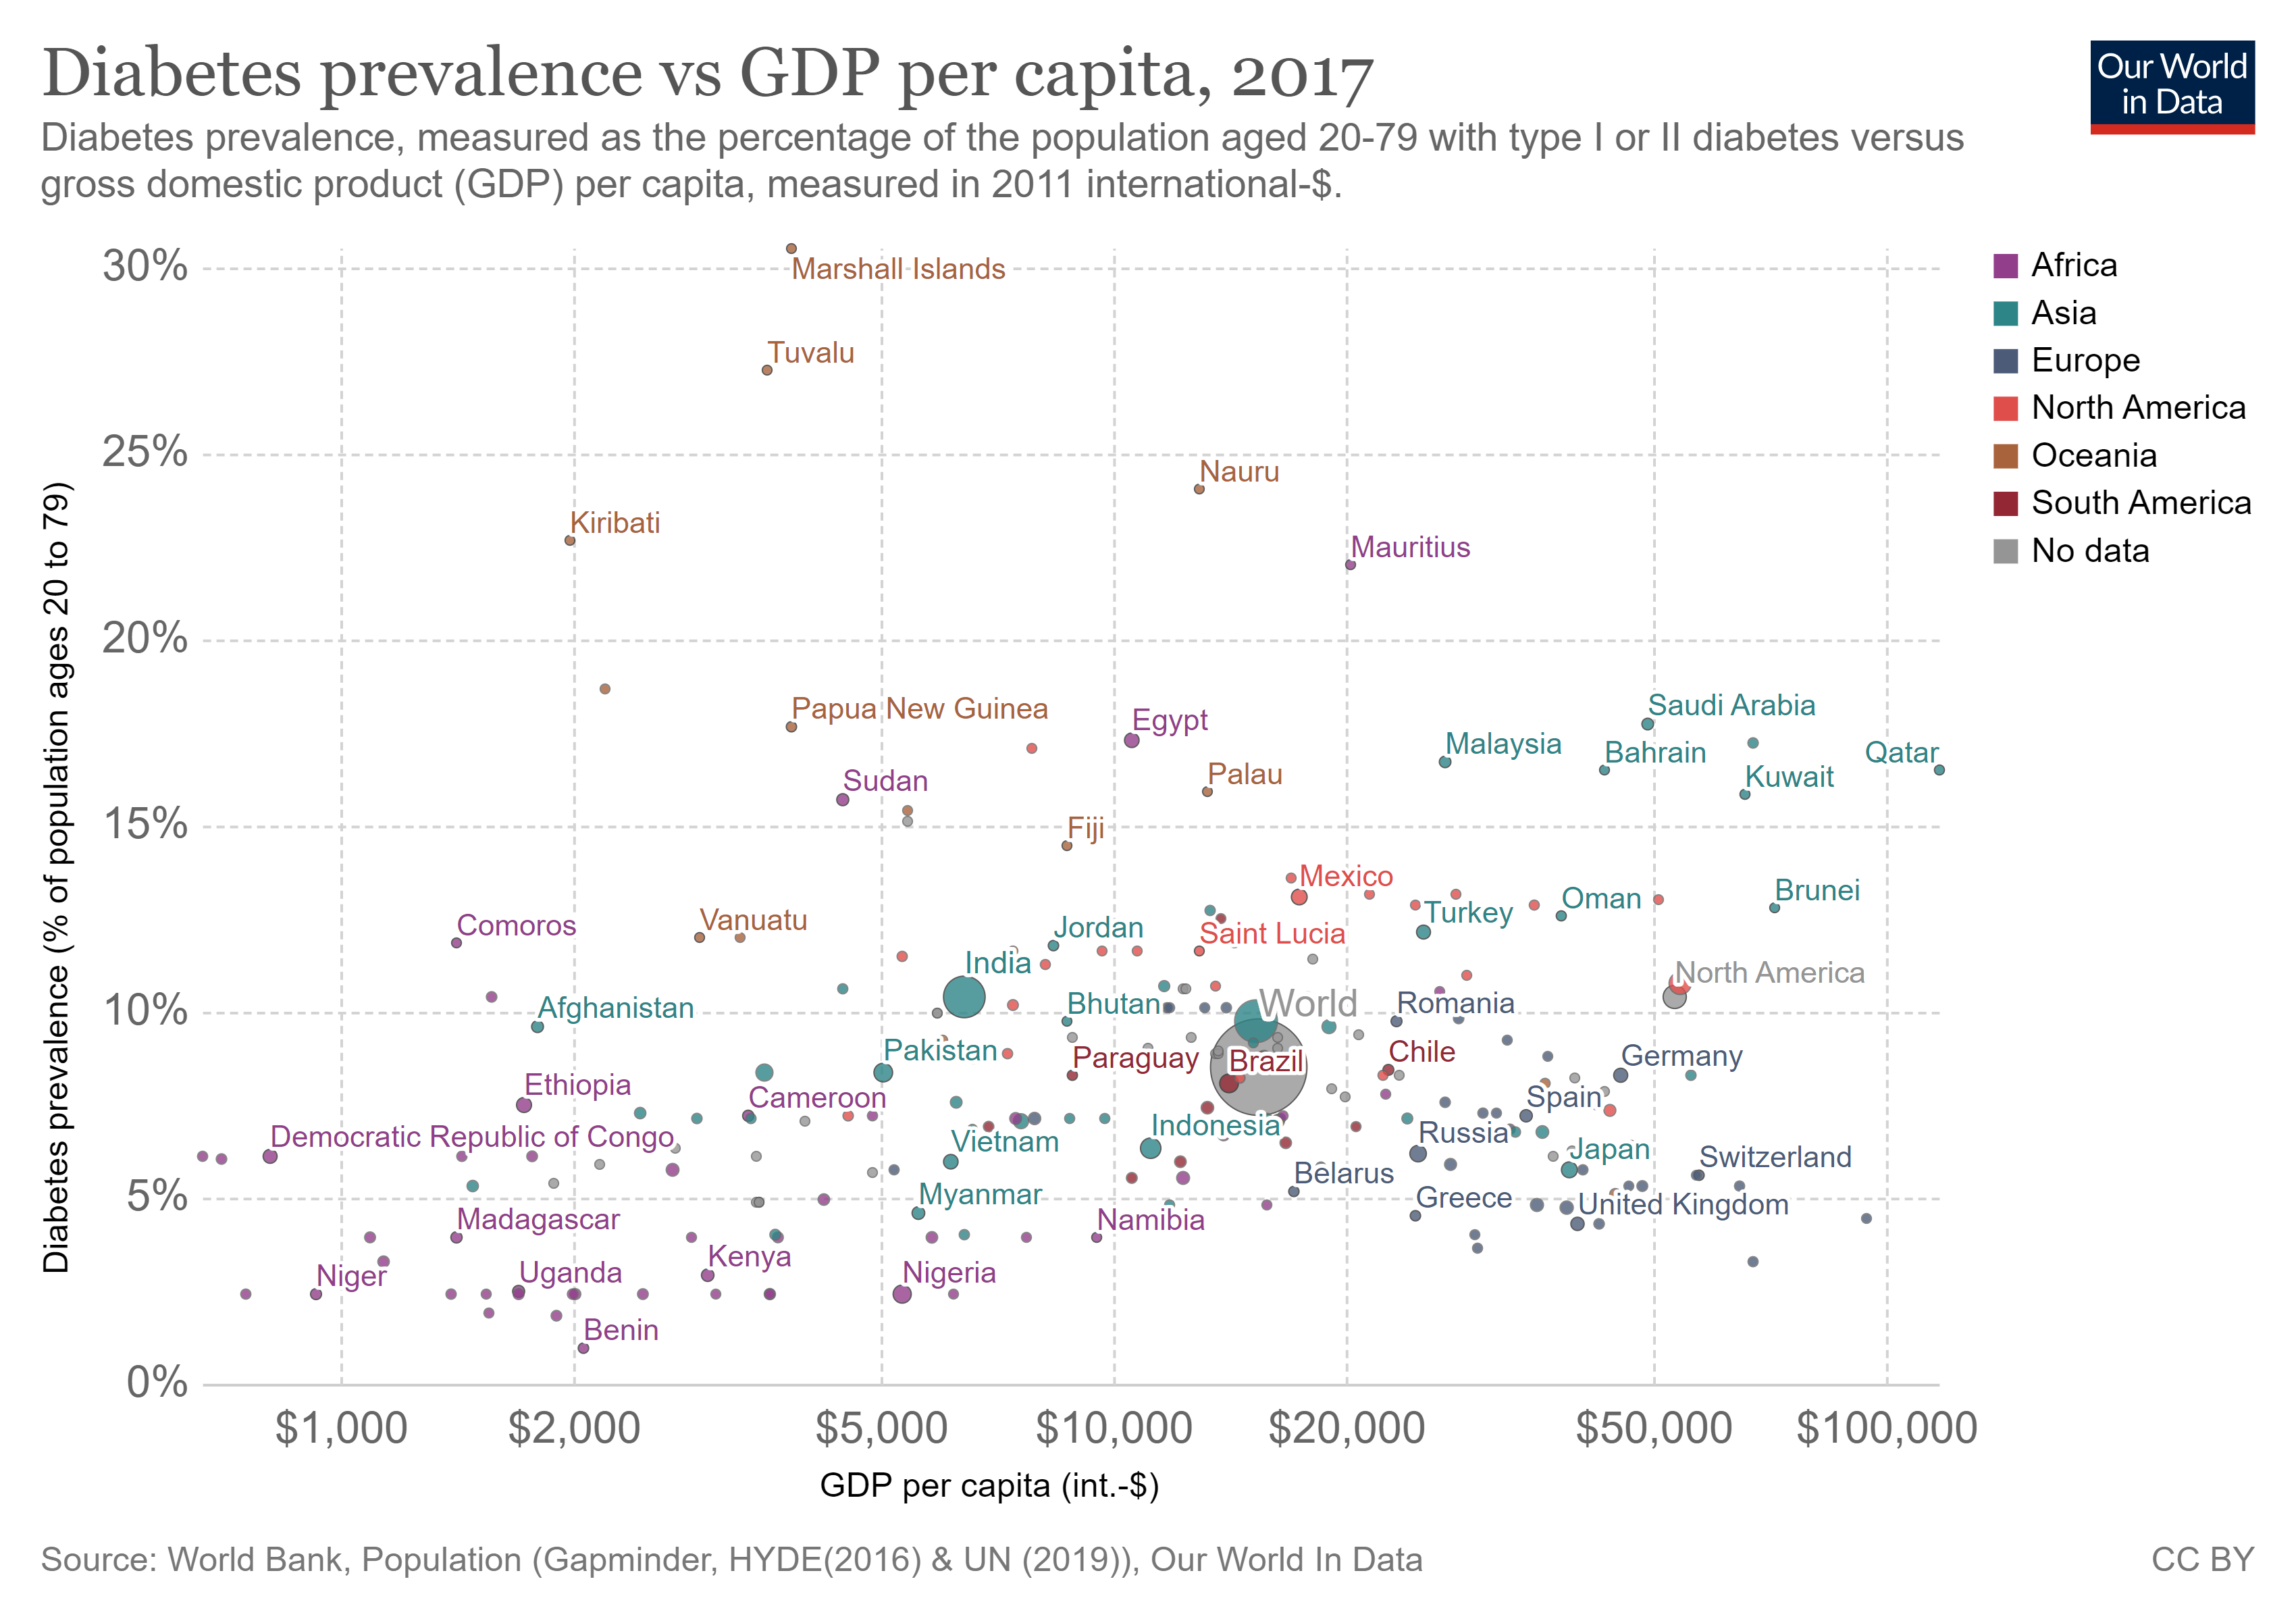 Diabetes prevalence vs GDP per capita, 2017
Our World
in Data
Diabetes prevalence, measured as the percentage of the population aged 20-79 with type I or II diabetes versus
gross domestic product (GDP) per capita, measured in 2011 international-$.
Diabetes prevalence (% of population ages 20 to 79)
30%
25%
20%
15%
10%
5%
0%
Marshall Islands
Tuvalu
Nauru
Kiribati
Mauritius
Papua New Guinea
Egypt
Saudi Arabia
Malaysia
Bahrain
Qatar
Kuwait
Sudan
Palau
Fiji
Mexico
Brunei
Oman
Turkey
Comoros
Vanuatu
Jordan
Saint Lucia
India
North America
Afghanistan
Bhutan
World
Romania
Pakistan
Paraguay
Brazil
Chile
Germany
Ethiopia
Cameroon
Spain
Democratic Republic of Congo
Vietnam
Indonesia
Russia
Japan
Switzerland
Belarus
Myanmar
Greece
United Kingdom
Madagascar
Namibia
Kenya
Niger
Uganda
Nigeria
Benin
$1,000
$2,000
$5,000
$10,000
$20,000
$50,000
$100,000
GDP per capita (int.-$)
Africa
Asia
Europe
North America
Oceania
South America
No data
Source: World Bank, Population (Gapminder, HYDE(2016) & UN (2019)), Our World In Data
CC BY